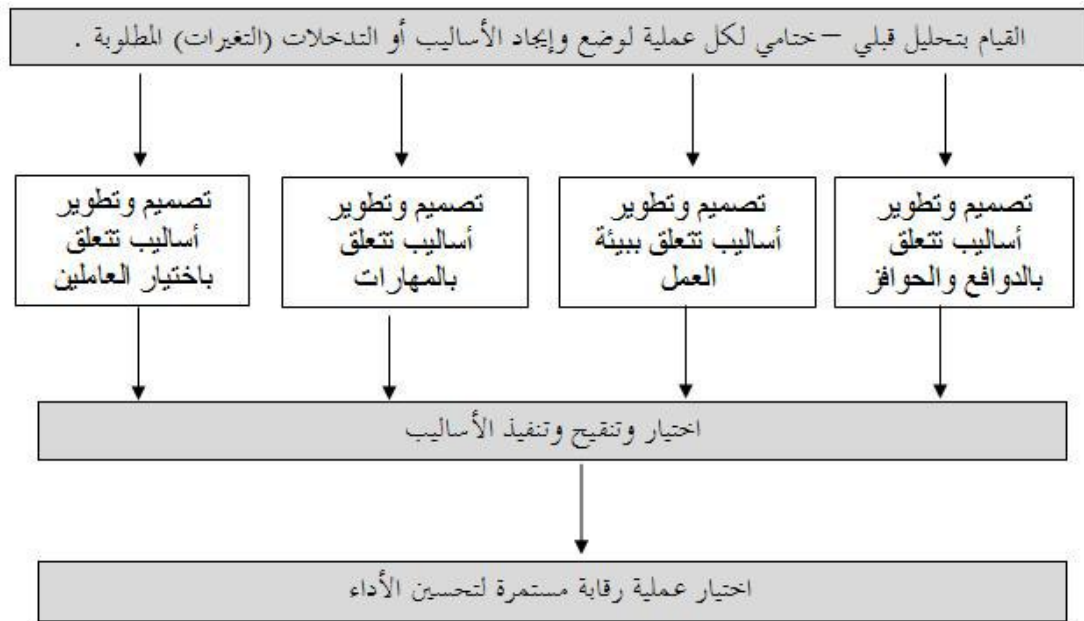 القيام بتحليل قبلي – ختامي لكل عملية لوضع وإيجاد الأساليب أو التدخلات (التغيرات) المطلوبة .
تصميم وتطوير
أساليب تتعلق
بالدوافع والحوافز
تصميم وتطوير
أساليب تتعلق ببيئة
العمل
تصميم وتطوير
أساليب تتعلق
بالمهارات
تصميم وتطوير
أساليب تتعلق
باختيار العاملين
اختيار وتنقيح وتنفيذ الأساليب
اختيار عملية رقابة مستمرة لتحسين الأداء